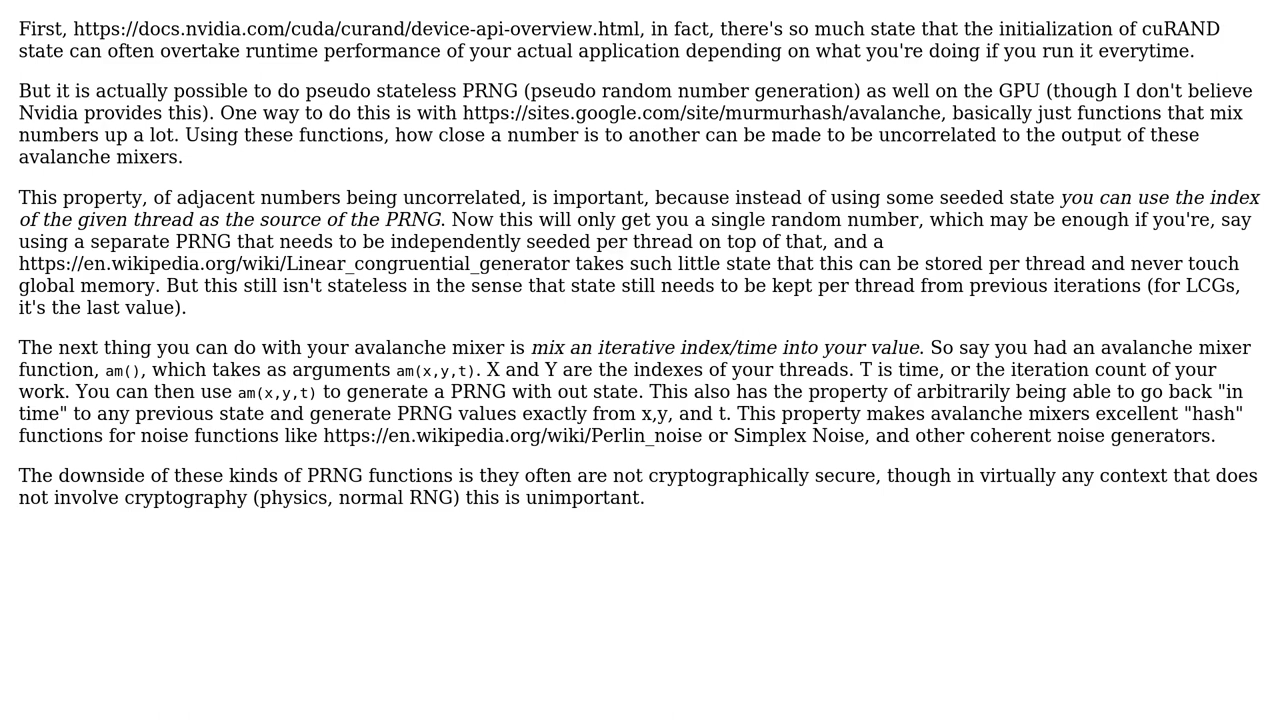 First, https://docs.nvidia.com/cuda/curand/device-api-overview.html, in fact, there's so much state that the initialization of cuRAND
state can often overtake runtime performance of your actual application depending on what you're doing if you run it everytime.
But it is actually possible to do pseudo stateless PRNG (pseudo random number generation) as well on the GPU (though I don't believe
Nvidia provides this). One way to do this is with https://sites.google.com/site/murmurhash/avalanche, basically just functions that mix
numbers up a lot. Using these functions, how close a number is to another can be made to be uncorrelated to the output of these
avalanche mixers.
This property, of adjacent numbers being uncorrelated, is important, because instead of using some seeded state you can use the index
of the given thread as the source of the PRNG. Now this will only get you a single random number, which may be enough if you're, say
using a separate PRNG that needs to be independently seeded per thread on top of that, and a
https://en.wikipedia.org/wiki/Linear_congruential_generator takes such little state that this can be stored per thread and never touch
global memory. But this still isn't stateless in the sense that state still needs to be kept per thread from previous iterations (for LCGs,
it's the last value).
The next thing you can do with your avalanche mixer is mix an iterative index/time into your value. So say you had an avalanche mixer
function, am(), which takes as arguments am(x,y,t). X and Y are the indexes of your threads. T is time, or the iteration count of your
work. You can then use am(x,y,t) to generate a PRNG with out state. This also has the property of arbitrarily being able to go back "in
time" to any previous state and generate PRNG values exactly from x,y, and t. This property makes avalanche mixers excellent "hash"
functions for noise functions like https://en.wikipedia.org/wiki/Perlin_noise or Simplex Noise, and other coherent noise generators.
The downside of these kinds of PRNG functions is they often are not cryptographically secure, though in virtually any context that does
not involve cryptography (physics, normal RNG) this is unimportant.